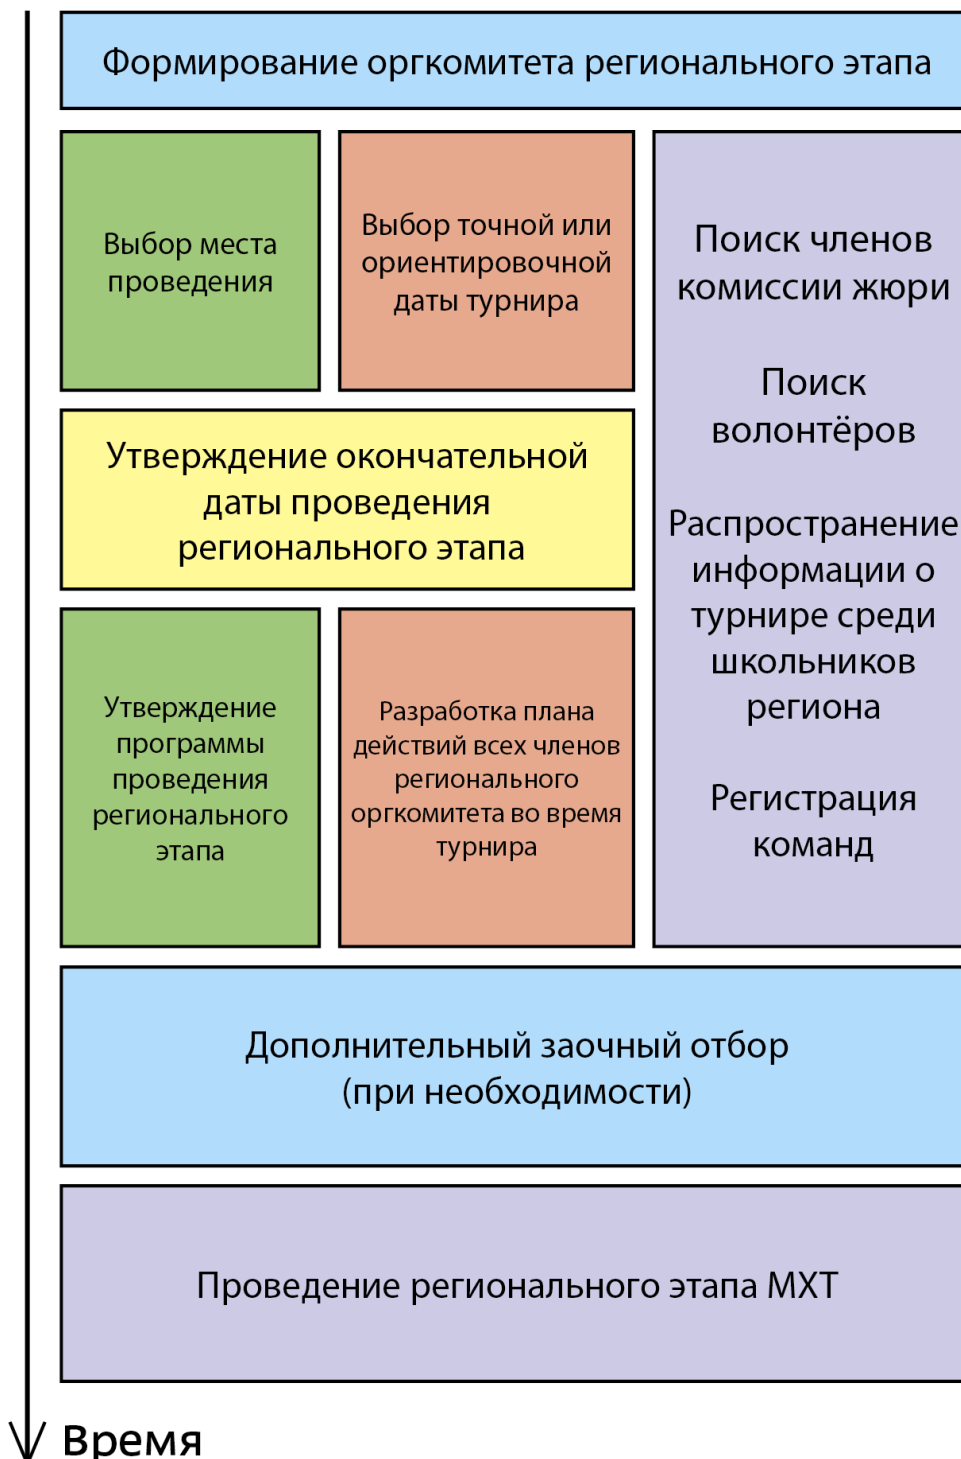 Формирование оргкомитета регионального этапа
Выбор места
проведения
Выбор точной или
ориентировочной
даты турнира
Поиск членов
комиссии жюри
Поиск
волонтёров
Распространение
информации о
турнире среди
школьников
региона
Регистрация
команд
Утверждение окончательной
даты проведения
регионального этапа
Утверждение
программы
проведения
регионального
этапа
Разработка плана
действий всех членов
регионального
оргкомитета во время
турнира
Дополнительный заочный отбор
(при необходимости)
Проведение регионального этапа МХТ
Время